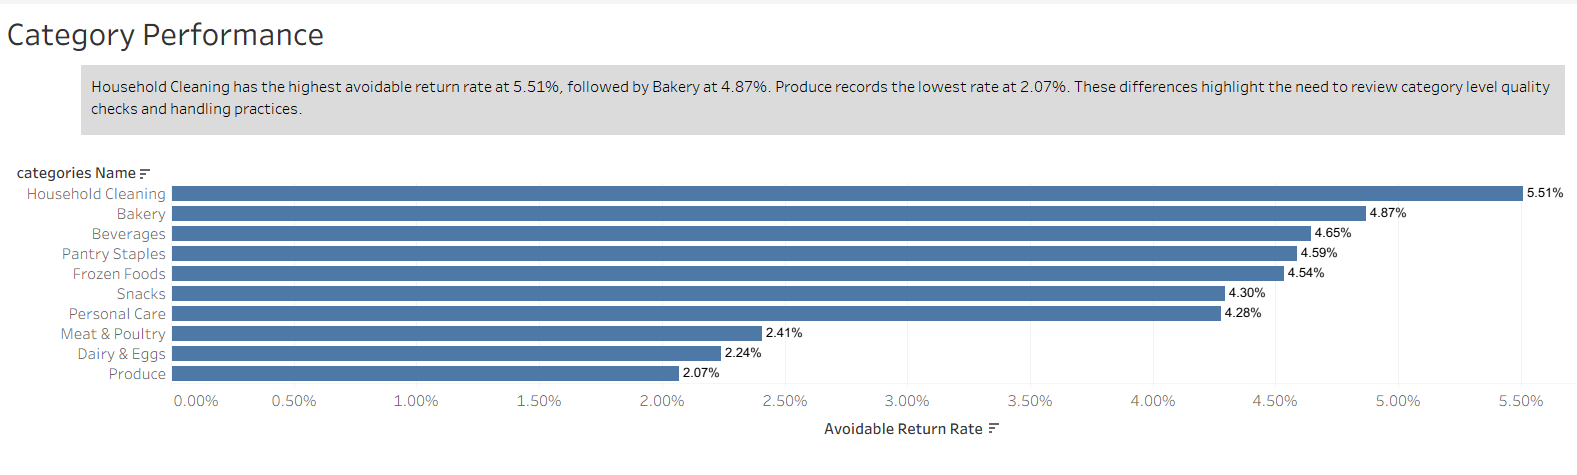 Category Performance
Household Cleaning has the highest avoidable return rate at 5.51%, followed by Bakery at 4.87%. Produce records the lowest rate at 2.07%. These differences highlight the need to review category level quality
checks and handling practices.
categories Name
Household Cleaning 5.51%
Bakery 4.87%
Beverages 4.65%
Pantry Staples 4.59%
Frozen Foods 4.54%
Snacks 4.30%
Personal Care 4.28%
Meat & Poultry 2.41%
Dairy & Eggs 2.24%
Produce 2.07%
0.00% 0.50% 1.00% 1.50% 2.00% 2.50% 3.00% 3.50% 4.00% 4.50% 5.00% 5.50%
Avoidable Return Rate